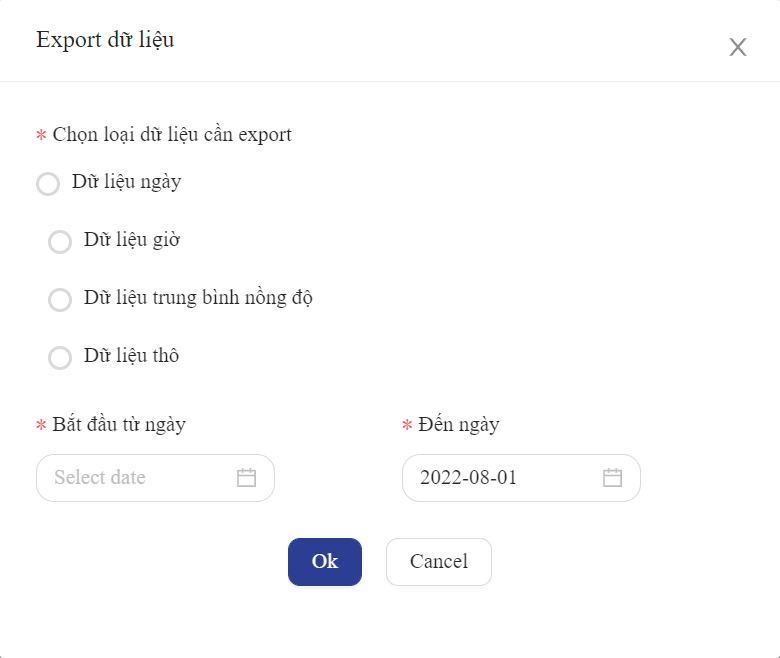 Export dữ liệu
* Chọn loại dữ liệu cần export
Dữ liệu ngày
Dữ liệu giờ
Dữ liệu trung bình nồng độ
Dữ liệu thô
* Bắt đầu từ ngày
* Đến ngày
Select date
2022-08-01
Ok
Cancel